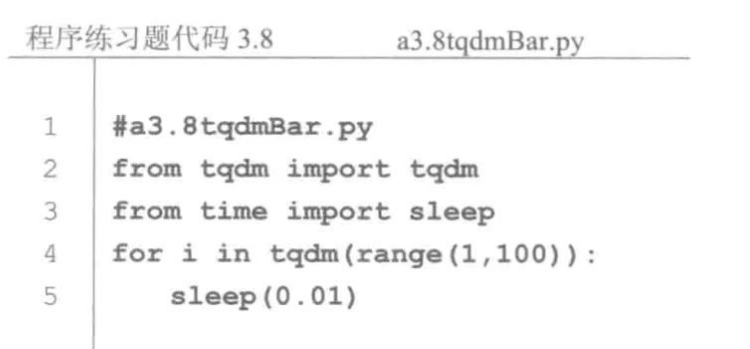 程序练习题代码 3.8 a3.8tqdmBar.py
1 #a3.8tqdmBar.py
2 from tqdm import tqdm
3 from time import sleep
4 for i in tqdm(range(1,100)):
5 sleep(0.01)